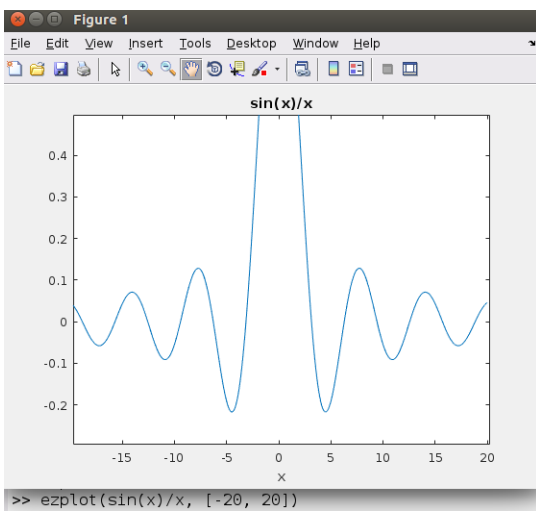 Figure 1
File Edit View Insert Tools Desktop Window Help
sin(x)/x
0.4
0.3
0.2
0.1
0
-0.1
-0.2
-15 -10 -5 0 5 10 15 20
x
>> ezplot(sin(x)/x, [-20, 20])